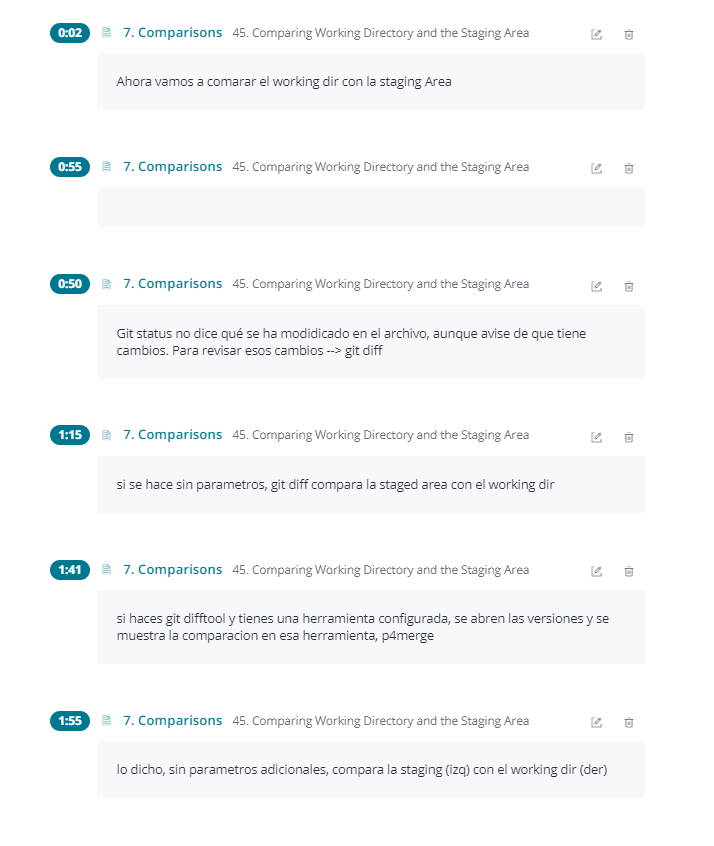 0:02 7. Comparisons 45. Comparing Working Directory and the Staging Area
Ahora vamos a comarar el working dir con la staging Area
0:55 7. Comparisons 45. Comparing Working Directory and the Staging Area
0:50 7. Comparisons 45. Comparing Working Directory and the Staging Area
Git status no dice qué se ha modidicado en el archivo, aunque avise de que tiene
cambios. Para revisar esos cambios --> git diff
1:15 7. Comparisons 45. Comparing Working Directory and the Staging Area
si se hace sin parametros, git diff compara la staged area con el working dir
1:41 7. Comparisons 45. Comparing Working Directory and the Staging Area
si haces git difftool y tienes una herramienta configurada, se abren las versiones y se
muestra la comparacion en esa herramienta, p4merge
1:55 7. Comparisons 45. Comparing Working Directory and the Staging Area
lo dicho, sin parametros adicionales, compara la staging (izq) con el working dir (der)